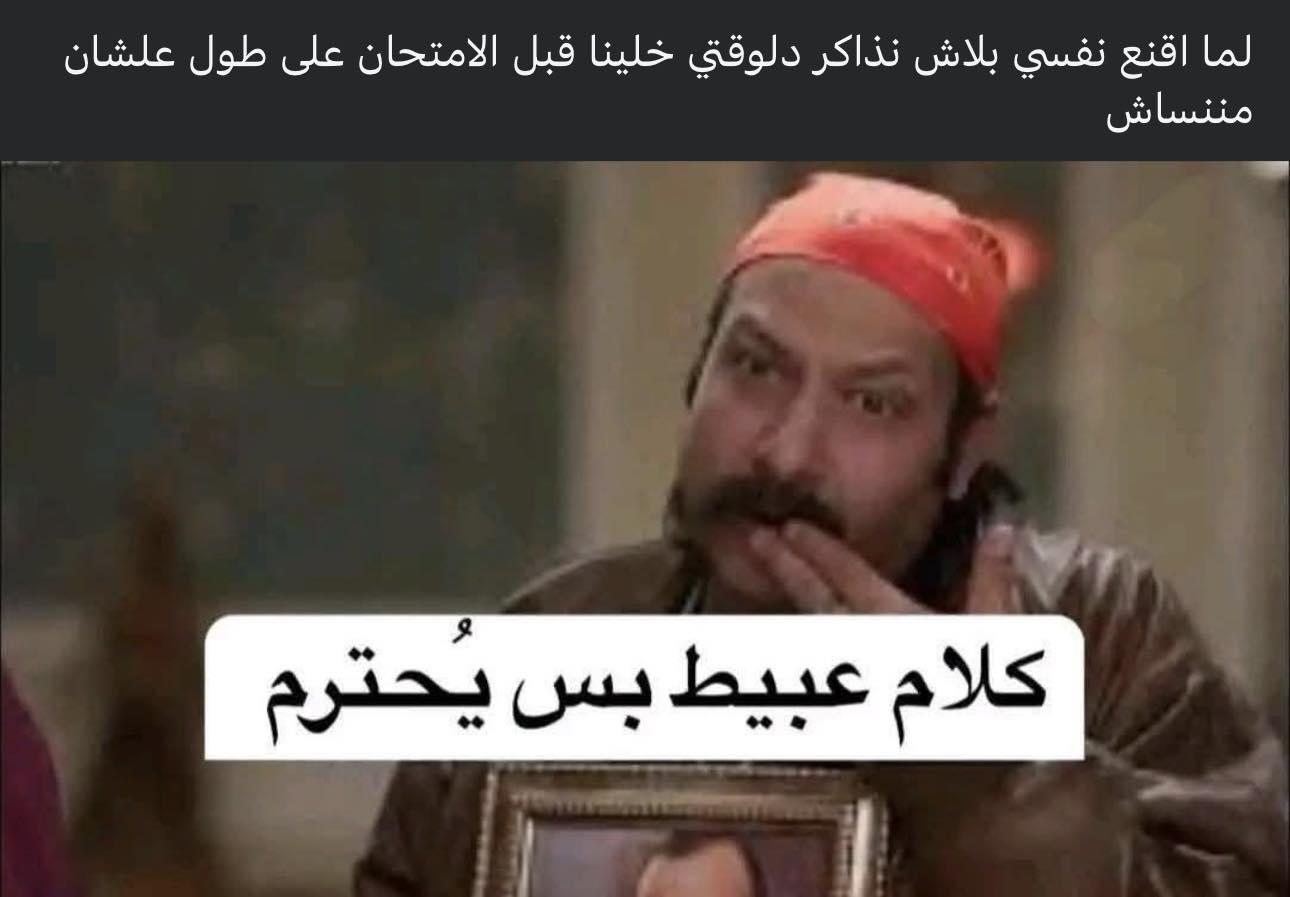 لما اقنع نفسي بلاش نذاكر دلوقتي خلينا قبل الامتحان على طول علشان
مننساش
كلام عبيط بس يُحترم